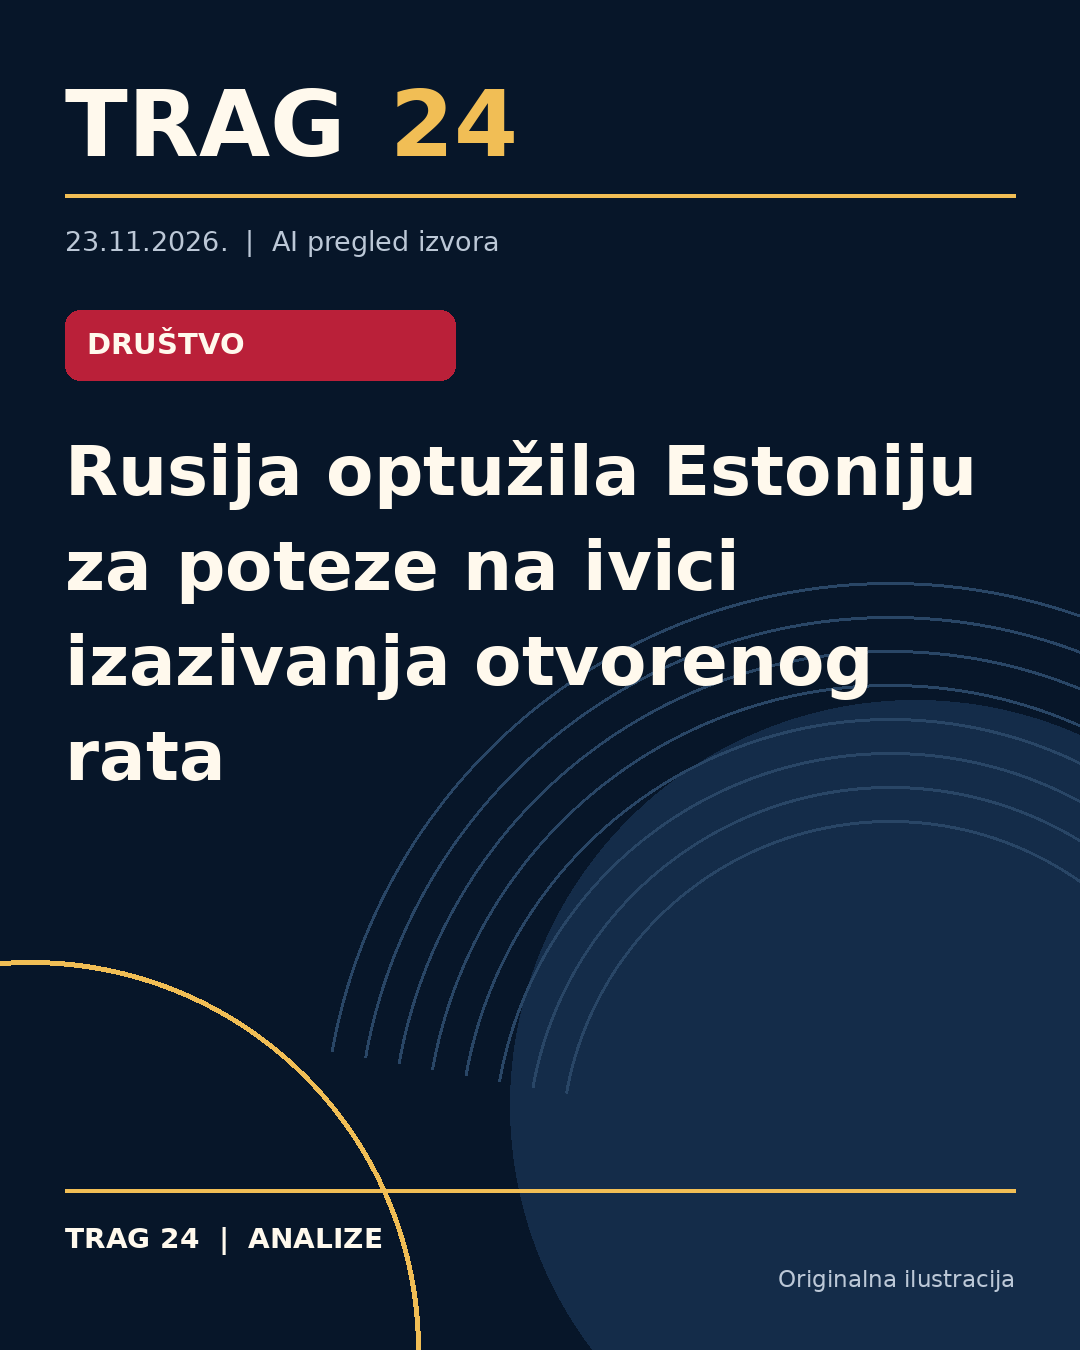 TRAG 24
23.11.2026. | AI pregled izvora
DRUŠTVO
Rusija optužila Estoniju
za poteze na ivici
izazivanja otvorenog
rata
TRAG 24 | ANALIZE
Originalna ilustracija